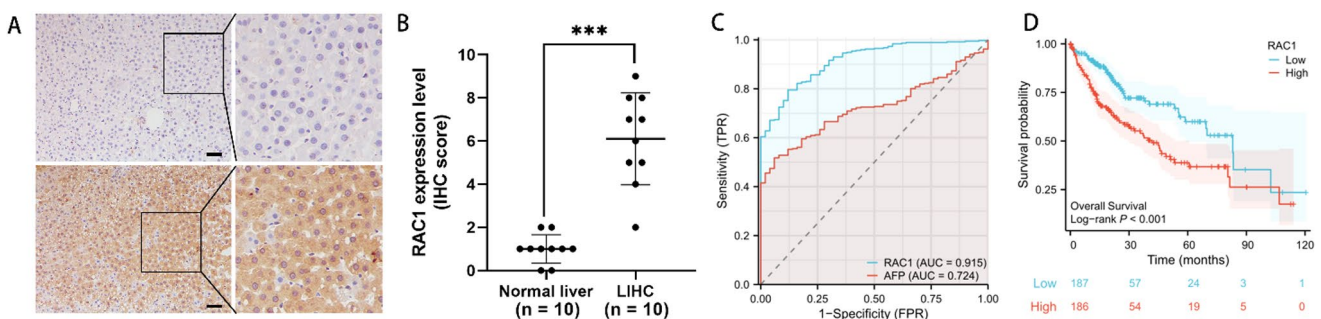 A
B
***
RAC1 expression level
(IHC score)
10
8
6
4
2
0
Normal liver
(n = 10)
LIHC
(n = 10)
C
Sensitivity (TPR)
1.0
0.8
0.6
0.4
0.2
0.0
RAC1 (AUC = 0.915)
AFP (AUC = 0.724)
0.00 0.25 0.50 0.75 1.00
1−Specificity (FPR)
D
RAC1
Low
High
Survival probability
1.00
0.75
0.50
0.25
Overall Survival
Log−rank P < 0.001
0 30 60 90 120
Time (months)
Low 187 57 24 3 1
High 186 54 19 5 0